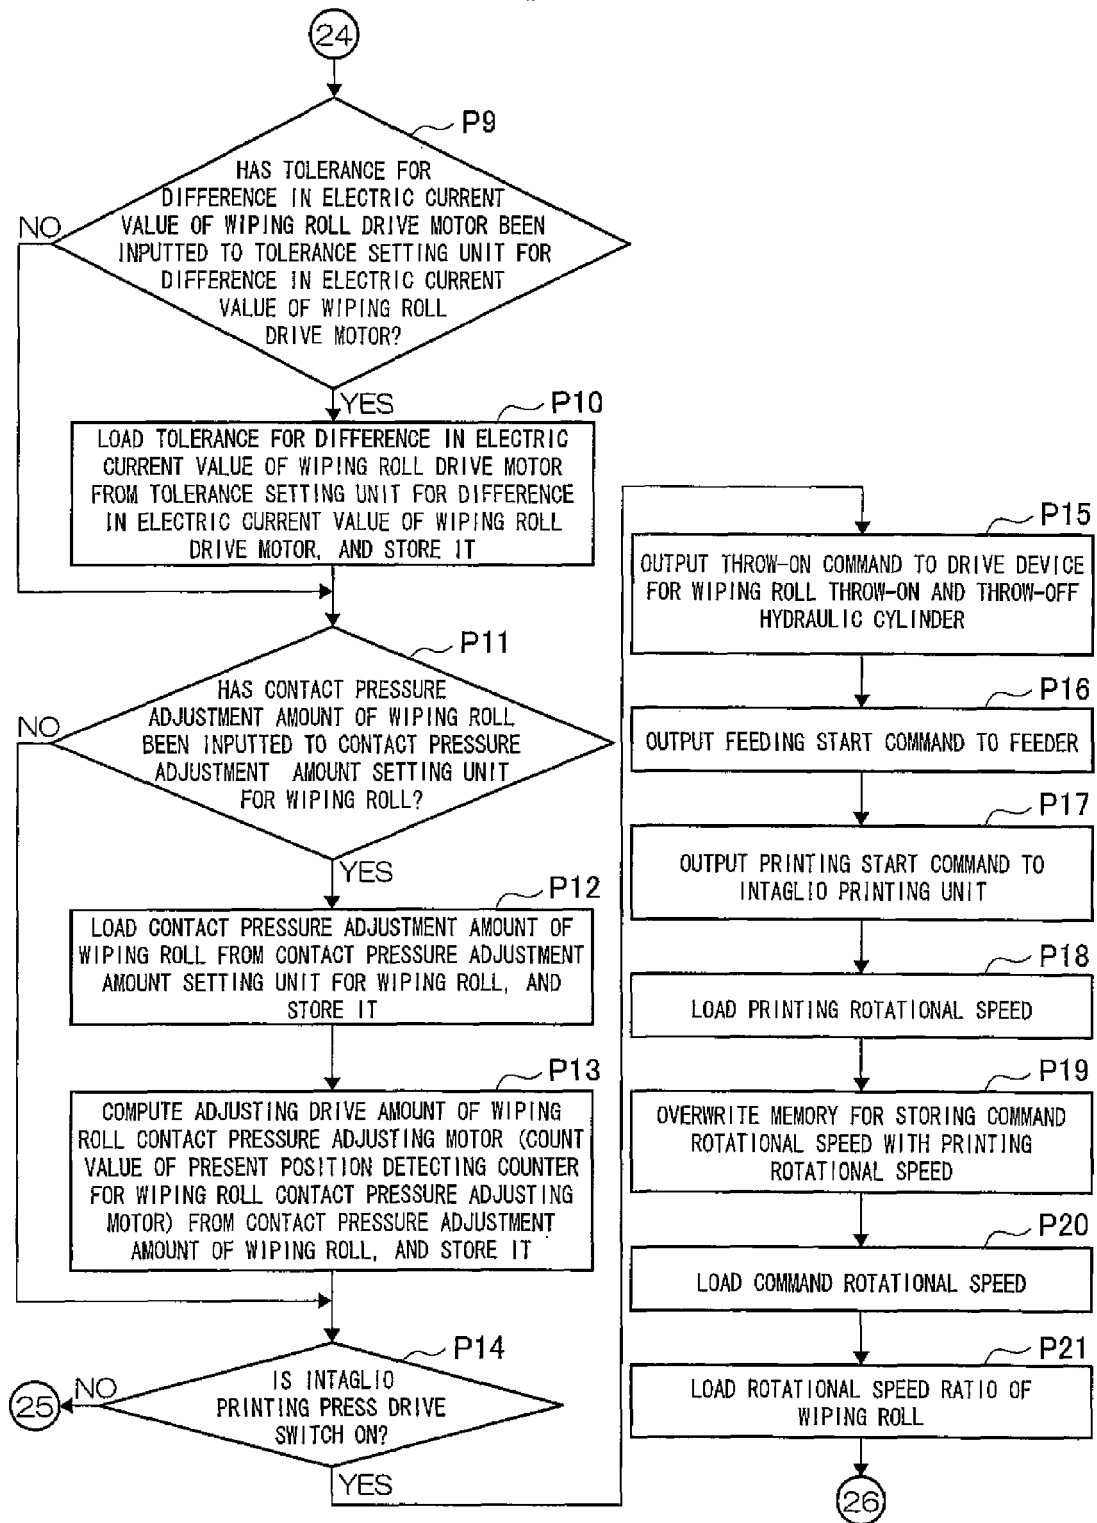 24
P9
HAS TOLERANCE FOR
DIFFERENCE IN ELECTRIC CURRENT
VALUE OF WIPING ROLL DRIVE MOTOR BEEN
INPUTTED TO TOLERANCE SETTING UNIT FOR
DIFFERENCE IN ELECTRIC CURRENT
VALUE OF WIPING ROLL
DRIVE MOTOR?
NO
YES
P10
LOAD TOLERANCE FOR DIFFERENCE IN ELECTRIC
CURRENT VALUE OF WIPING ROLL DRIVE MOTOR
FROM TOLERANCE SETTING UNIT FOR DIFFERENCE
IN ELECTRIC CURRENT VALUE OF WIPING ROLL
DRIVE MOTOR, AND STORE IT
P11
HAS CONTACT PRESSURE
ADJUSTMENT AMOUNT OF WIPING ROLL
BEEN INPUTTED TO CONTACT PRESSURE
ADJUSTMENT AMOUNT SETTING UNIT
FOR WIPING ROLL?
NO
YES
P12
LOAD CONTACT PRESSURE ADJUSTMENT AMOUNT OF
WIPING ROLL FROM CONTACT PRESSURE ADJUSTMENT
AMOUNT SETTING UNIT FOR WIPING ROLL, AND
STORE IT
P13
COMPUTE ADJUSTING DRIVE AMOUNT OF WIPING
ROLL CONTACT PRESSURE ADJUSTING MOTOR (COUNT
VALUE OF PRESENT POSITION DETECTING COUNTER
FOR WIPING ROLL CONTACT PRESSURE ADJUSTING
MOTOR) FROM CONTACT PRESSURE ADJUSTMENT
AMOUNT OF WIPING ROLL, AND STORE IT
P14
IS INTAGLIO
PRINTING PRESS DRIVE
SWITCH ON?
NO
25
YES
P15
OUTPUT THROW-ON COMMAND TO DRIVE DEVICE
FOR WIPING ROLL THROW-ON AND THROW-OFF
HYDRAULIC CYLINDER
P16
OUTPUT FEEDING START COMMAND TO FEEDER
P17
OUTPUT PRINTING START COMMAND TO
INTAGLIO PRINTING UNIT
P18
LOAD PRINTING ROTATIONAL SPEED
P19
OVERWRITE MEMORY FOR STORING COMMAND
ROTATIONAL SPEED WITH PRINTING
ROTATIONAL SPEED
P20
LOAD COMMAND ROTATIONAL SPEED
P21
LOAD ROTATIONAL SPEED RATIO OF
WIPING ROLL
26